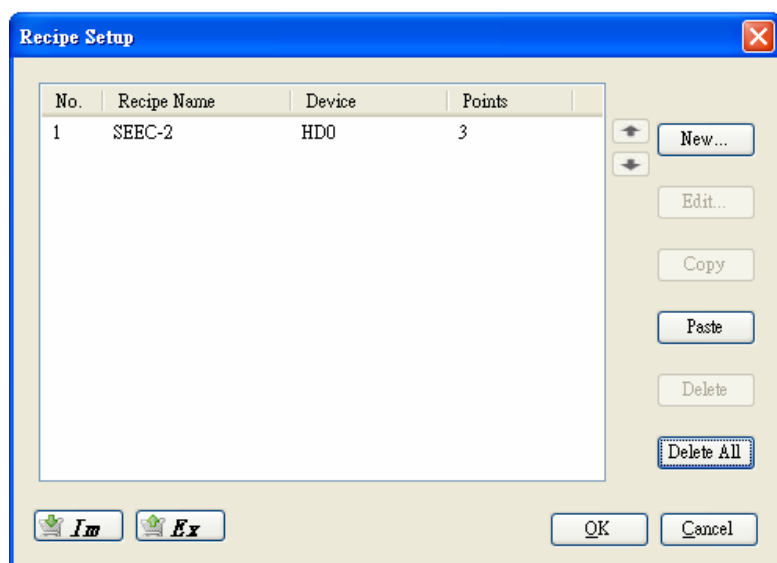 Recipe Setup
No. Recipe Name Device Points
1 SEEC-2 HD0 3
New...
Edit...
Copy
Paste
Delete
Delete All
Im Ex OK Cancel